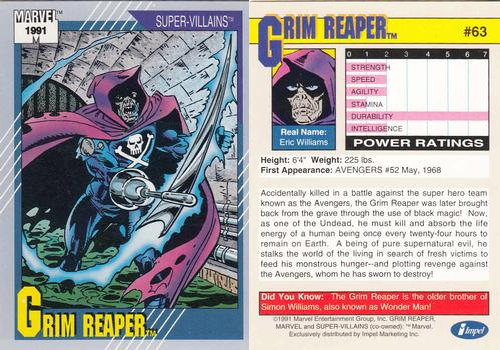 MARVEL™
1991
M
SUPER-VILLAINS™
GRIM REAPER™
GRIM REAPER™
#63
0 1 2 3 4 5 6 7
STRENGTH
SPEED
AGILITY
STAMINA
DURABILITY
INTELLIGENCE
POWER RATINGS
Real Name:
Eric Williams
Height: 6'4" Weight: 225 lbs.
First Appearance: AVENGERS #52 May, 1968
Accidentally killed in a battle against the super hero team
known as the Avengers, the Grim Reaper was later brought
back from the grave through the use of black magic! Now,
as one of the Undead, he must kill and absorb the life
energy of a human being once every twenty-four hours to
remain on Earth. A being of pure supernatural evil, he
stalks the world of the living in search of fresh victims to
feed his monstrous hunger--and plotting revenge against
the Avengers, whom he has sworn to destroy!
Did You Know: The Grim Reaper is the older brother of
Simon Williams, also known as Wonder Man!
©1991 Marvel Entertainment Group, Inc. GRIM REAPER,
MARVEL and SUPER-VILLAINS (co-owned): ™ Marvel.
Exclusively distributed by Impel Marketing Inc.
Impel